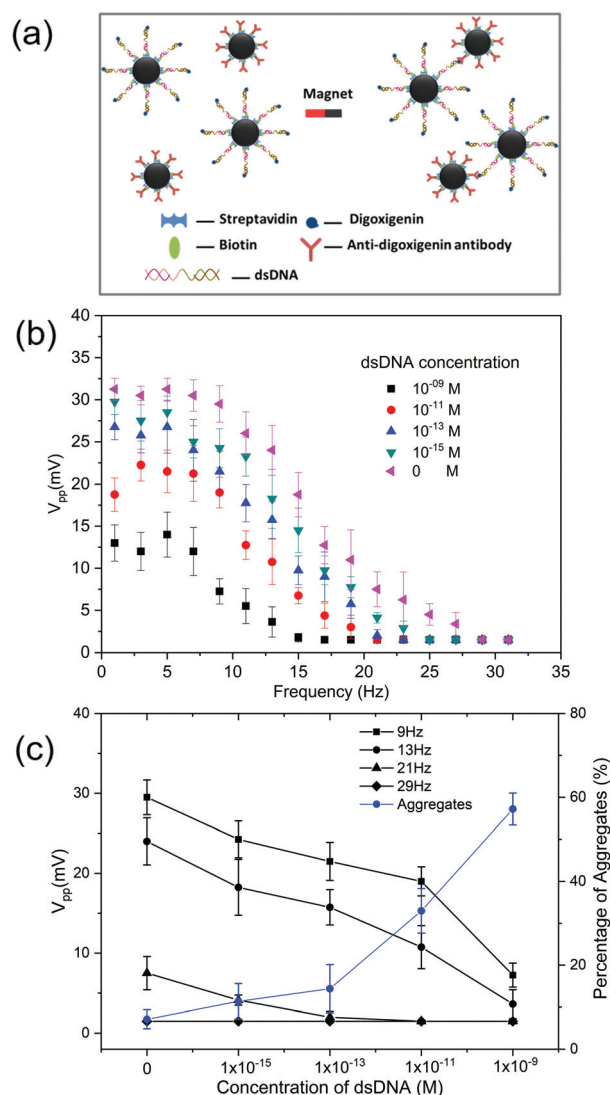 (a)
Magnet
Streptavidin
Digoxigenin
Biotin
Anti-digoxigenin antibody
dsDNA
(b)
40
35
30
25
20
15
10
5
0
Vpp(mV)
dsDNA concentration
10-09 M
10-11 M
10-13 M
10-15 M
0 M
0 5 10 15 20 25 30 35
Frequency (Hz)
(c)
40
30
20
10
0
Vpp(mV)
9Hz
13Hz
21Hz
29Hz
Aggregates
80
60
40
20
0
Percentage of Aggregates (%)
0 1x10-15 1x10-13 1x10-11 1x10-9
Concentration of dsDNA (M)